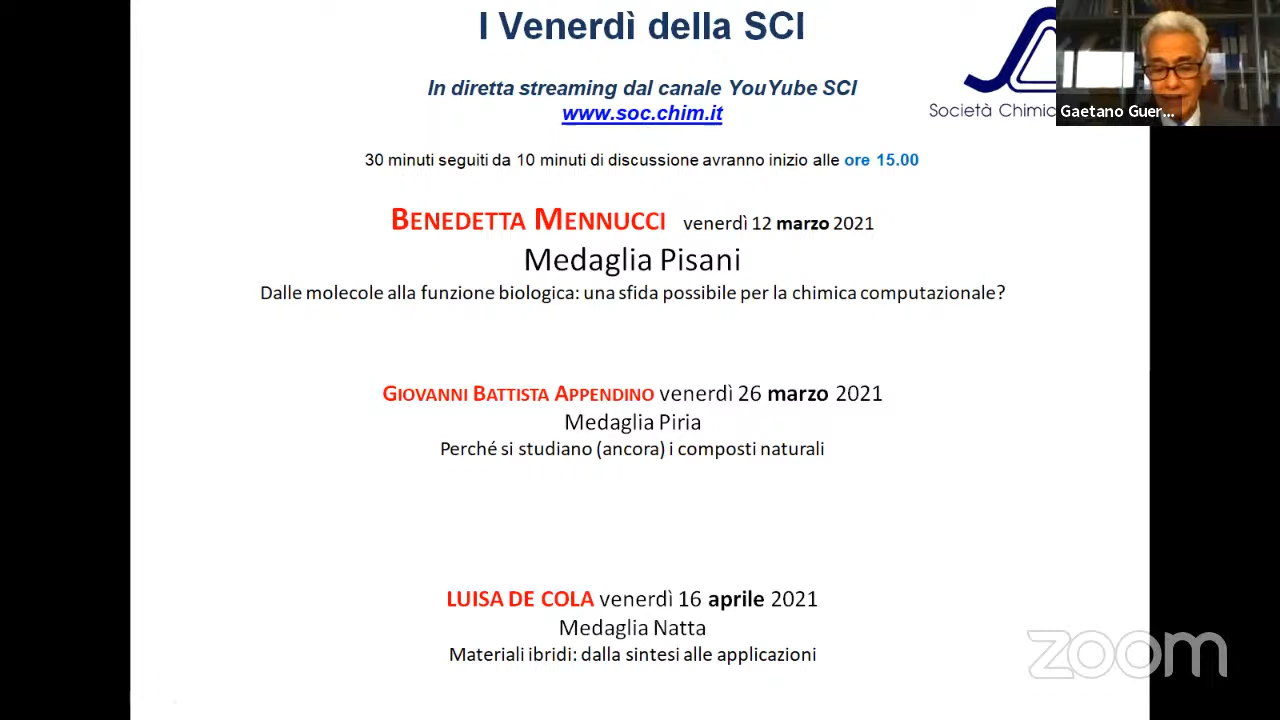 I Venerdì della SCI
In diretta streaming dal canale YouYube SCI
www.soc.chim.it
Società Chimic
Gaetano Guer...
30 minuti seguiti da 10 minuti di discussione avranno inizio alle ore 15.00
BENEDETTA MENNUCCI venerdì 12 marzo 2021
Medaglia Pisani
Dalle molecole alla funzione biologica: una sfida possibile per la chimica computazionale?
GIOVANNI BATTISTA APPENDINO venerdì 26 marzo 2021
Medaglia Piria
Perché si studiano (ancora) i composti naturali
LUISA DE COLA venerdì 16 aprile 2021
Medaglia Natta
Materiali ibridi: dalla sintesi alle applicazioni
zoom